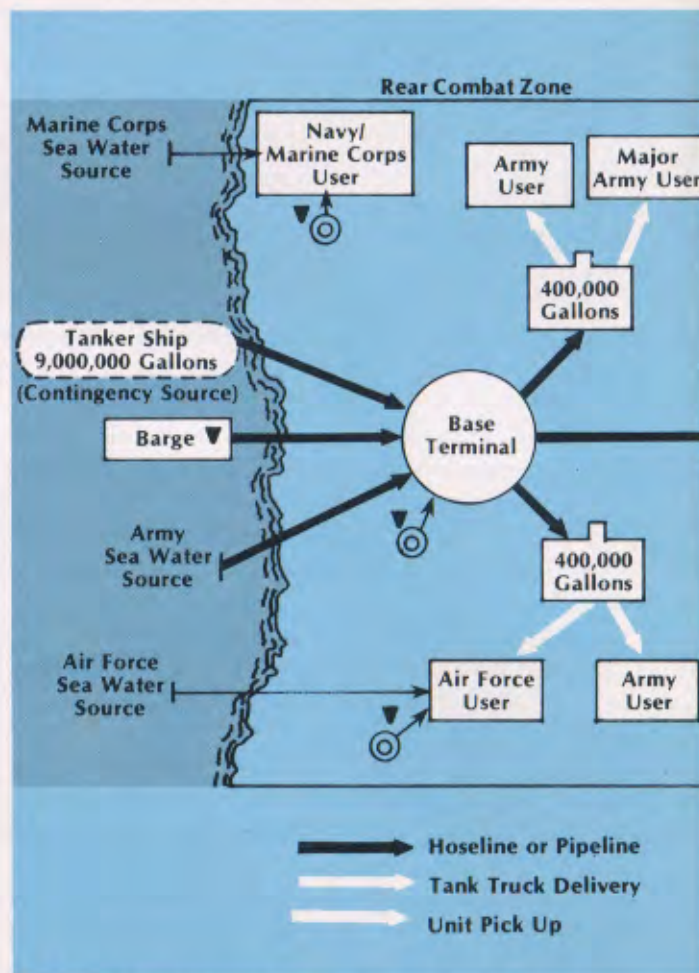 Rear Combat Zone
Marine Corps
Sea Water
Source
Navy/
Marine Corps
User
Army
User
Major
Army User
400,000
Gallons
Tanker Ship
9,000,000 Gallons
(Contingency Source)
Barge
Base
Terminal
Army
Sea Water
Source
400,000
Gallons
Air Force
Sea Water
Source
Air Force
User
Army
User
Hoseline or Pipeline
Tank Truck Delivery
Unit Pick Up